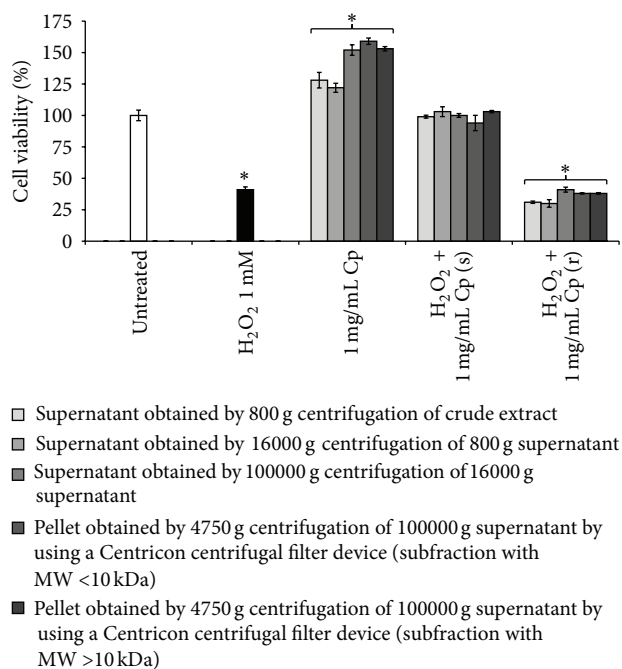 175
150
125
100
75
50
25
0
Cell viability (%)
*
*
*
Untreated
H₂O₂ 1 mM
1 mg/mL Cp
H₂O₂ +
1 mg/mL Cp (s)
H₂O₂ +
1 mg/mL Cp (r)
Supernatant obtained by 800 g centrifugation of crude extract
Supernatant obtained by 16000 g centrifugation of 800 g supernatant
Supernatant obtained by 100000 g centrifugation of 16000 g
supernatant
Pellet obtained by 4750 g centrifugation of 100000 g supernatant by
using a Centricon centrifugal filter device (subfraction with
MW <10 kDa)
Pellet obtained by 4750 g centrifugation of 100000 g supernatant by
using a Centricon centrifugal filter device (subfraction with
MW >10 kDa)